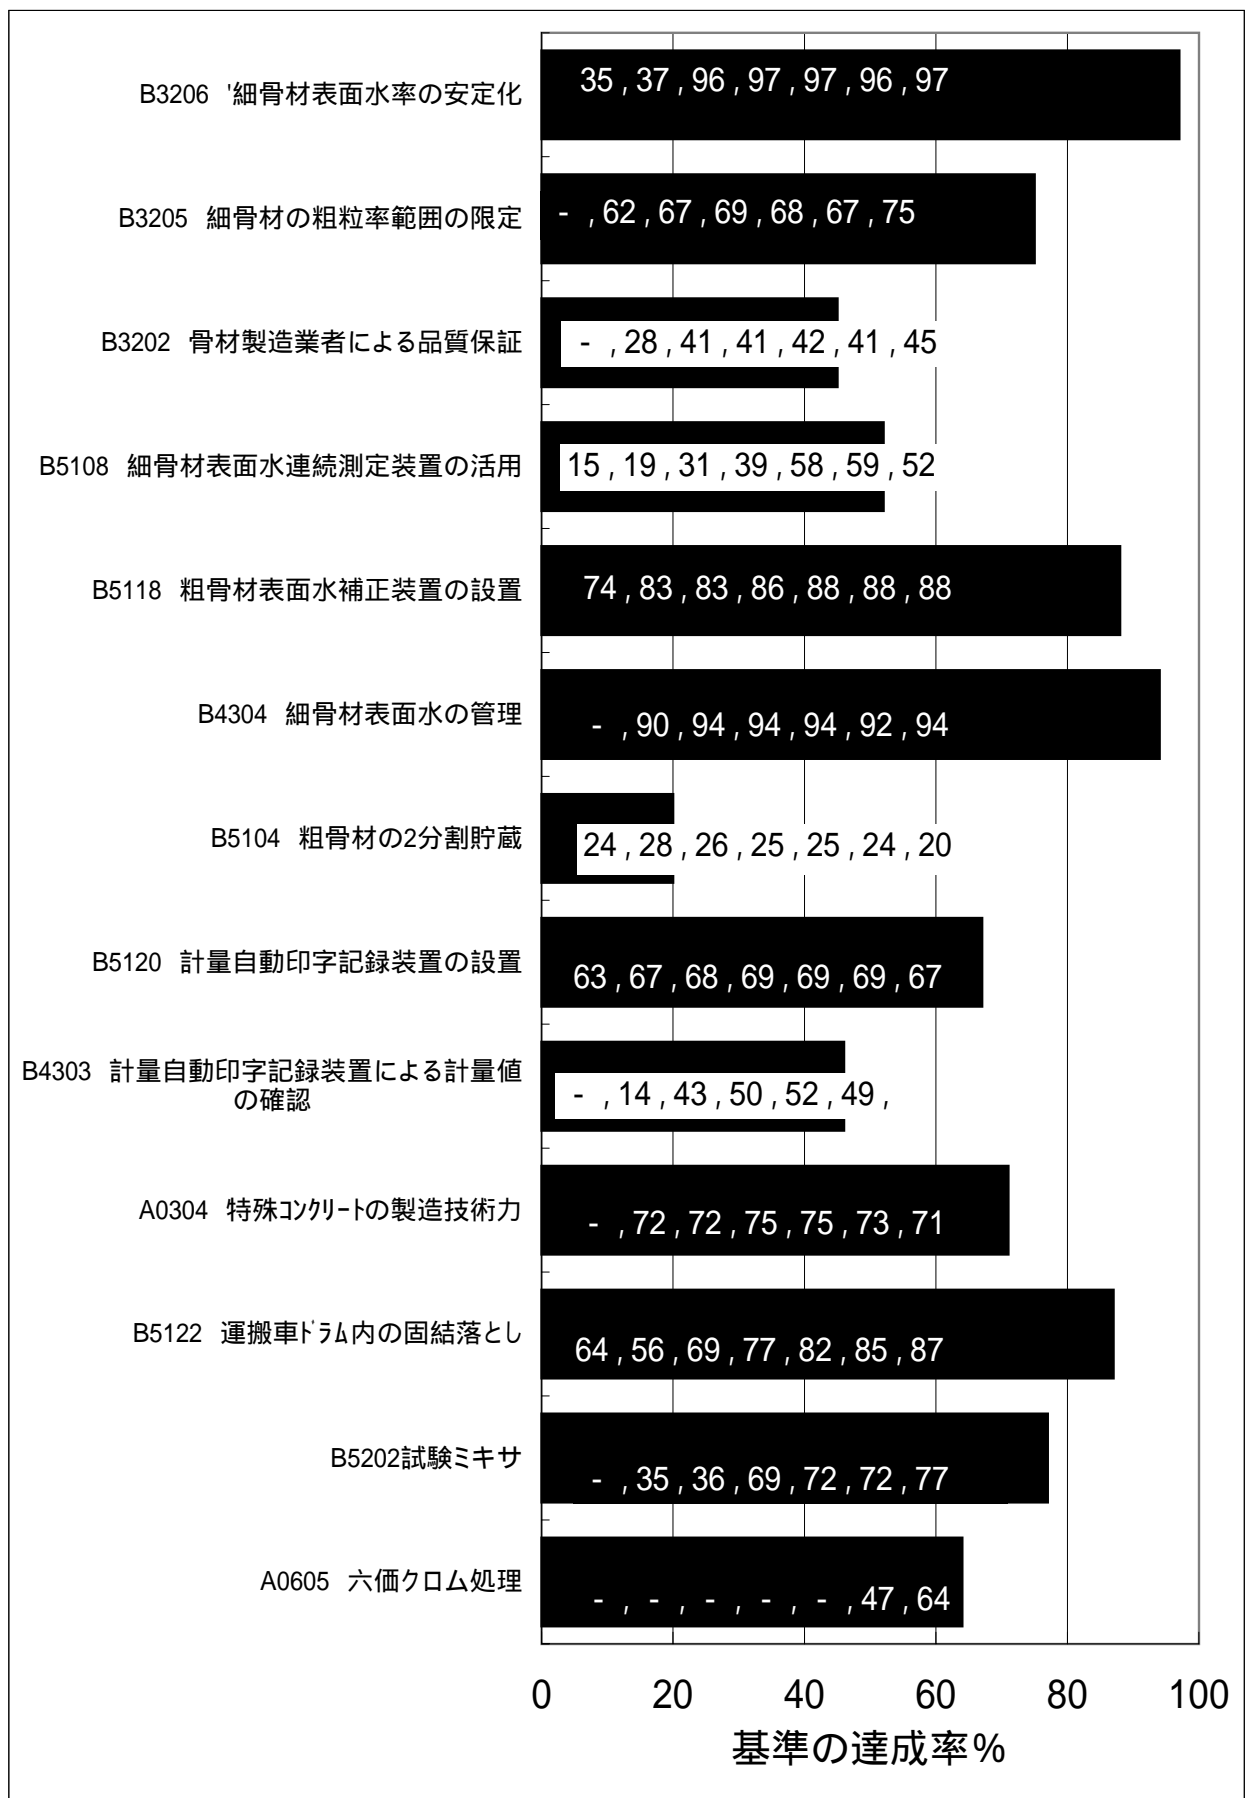 B3206 '細骨材表面水率の安定化 35 , 37 , 96 , 97 , 97 , 96 , 97
B3205 細骨材の粗粒率範囲の限定 - , 62 , 67 , 69 , 68 , 67 , 75
B3202 骨材製造業者による品質保証 - , 28 , 41 , 41 , 42 , 41 , 45
B5108 細骨材表面水連続測定装置の活用 15 , 19 , 31 , 39 , 58 , 59 , 52
B5118 粗骨材表面水補正装置の設置 74 , 83 , 83 , 86 , 88 , 88 , 88
B4304 細骨材表面水の管理 - , 90 , 94 , 94 , 94 , 92 , 94
B5104 粗骨材の2分割貯蔵 24 , 28 , 26 , 25 , 25 , 24 , 20
B5120 計量自動印字記録装置の設置 63 , 67 , 68 , 69 , 69 , 69 , 67
B4303 計量自動印字記録装置による計量値
の確認 - , 14 , 43 , 50 , 52 , 49 ,
A0304 特殊ｺﾝｸﾘｰﾄの製造技術力 - , 72 , 72 , 75 , 75 , 73 , 71
B5122 運搬車ﾄﾞﾗﾑ内の固結落とし 64 , 56 , 69 , 77 , 82 , 85 , 87
B5202試験ミキサ - , 35 , 36 , 69 , 72 , 72 , 77
A0605 六価クロム処理 - , - , - , - , - , 47 , 64
0 20 40 60 80 100
基準の達成率%